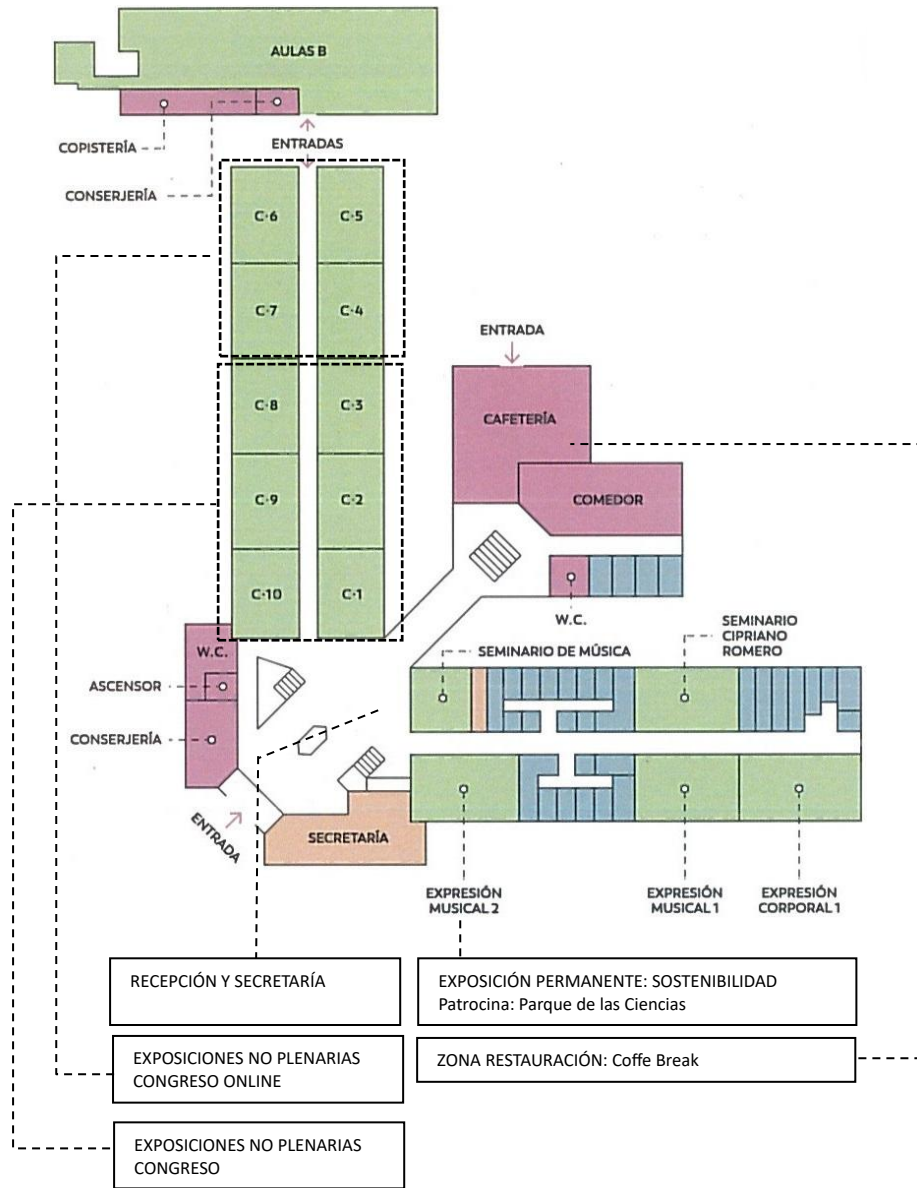 AULAS B
COPISTERÍA
ENTRADAS
CONSERJERÍA
C·6
C·5
C·7
C·4
ENTRADA
C·8
C·3
CAFETERÍA
C·9
C·2
COMEDOR
C·10
C·1
W.C.
SEMINARIO
CIPRIANO
ROMERO
W.C.
SEMINARIO DE MÚSICA
ASCENSOR
CONSERJERÍA
ENTRADA
SECRETARÍA
EXPRESIÓN
MUSICAL 2
EXPRESIÓN
MUSICAL 1
EXPRESIÓN
CORPORAL 1
RECEPCIÓN Y SECRETARÍA
EXPOSICIÓN PERMANENTE: SOSTENIBILIDAD
Patrocina: Parque de las Ciencias
EXPOSICIONES NO PLENARIAS
CONGRESO ONLINE
ZONA RESTAURACIÓN: Coffe Break
EXPOSICIONES NO PLENARIAS
CONGRESO